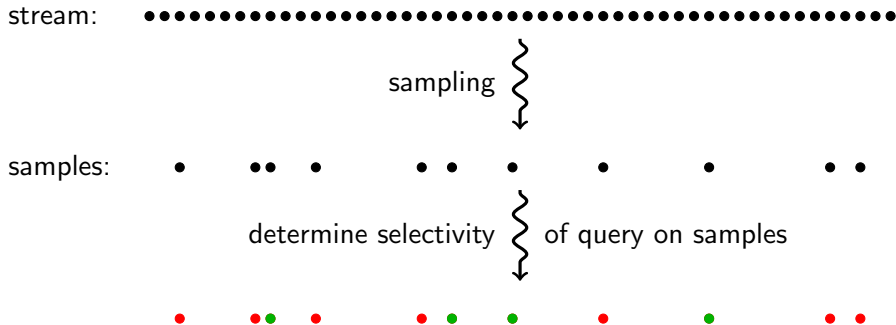 stream:
sampling
samples:
determine selectivity of query on samples